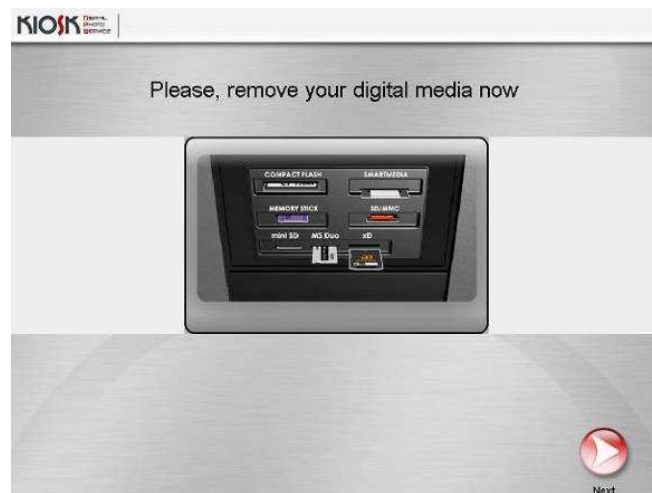 KIOSK DIGITAL PHOTO SERVICE
Please, remove your digital media now
COMPACT FLASH SMARTMEDIA
MEMORY STICK SD/MMC
mini SD MS Duo xD
Next